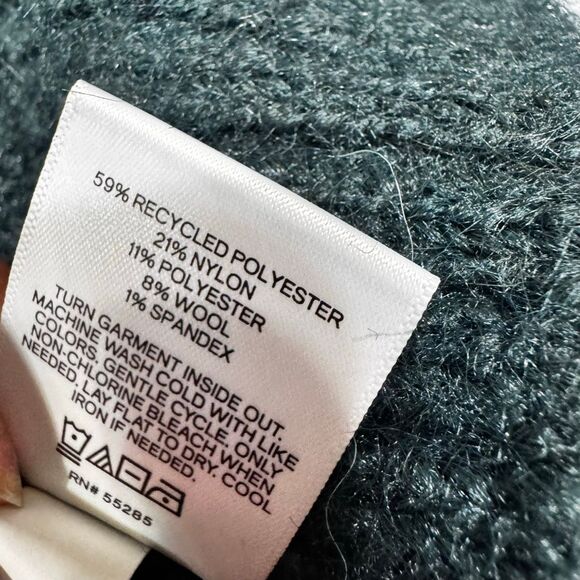 59% RECYCLED POLYESTER
21% NYLON
11% POLYESTER
8% WOOL
1% SPANDEX
TURN GARMENT INSIDE OUT.
MACHINE WASH COLD WITH LIKE
COLORS. GENTLE CYCLE. ONLY
NON-CHLORINE BLEACH WHEN
NEEDED. LAY FLAT TO DRY. COOL
IRON IF NEEDED.
RN# 55285